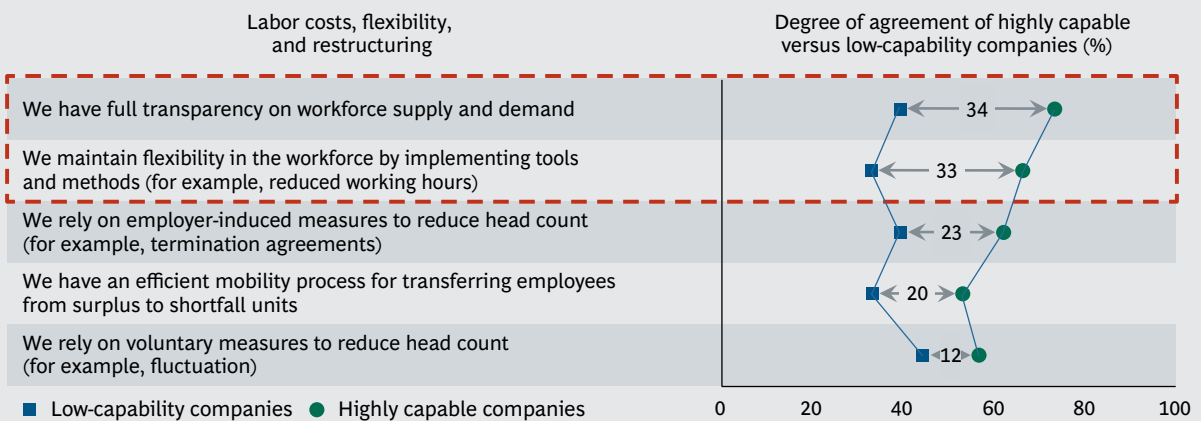 Labor costs, flexibility,
and restructuring
Degree of agreement of highly capable
versus low-capability companies (%)
We have full transparency on workforce supply and demand
34
We maintain flexibility in the workforce by implementing tools
and methods (for example, reduced working hours)
33
We rely on employer-induced measures to reduce head count
(for example, termination agreements)
23
We have an efficient mobility process for transferring employees
from surplus to shortfall units
20
We rely on voluntary measures to reduce head count
(for example, fluctuation)
12
Low-capability companies Highly capable companies
0 20 40 60 80 100